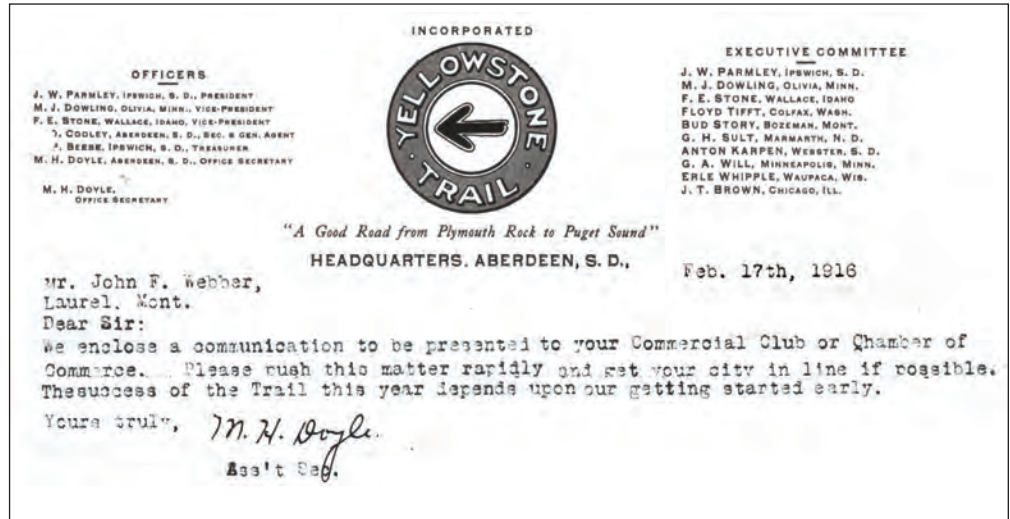 INCORPORATED
YELLOWSTONE
TRAIL
OFFICERS
J. W. PARMLEY, IPSWICH, S. D., PRESIDENT
M. J. DOWLING, OLIVIA, MINN., VICE-PRESIDENT
F. E. STONE, WALLACE, IDAHO, VICE-PRESIDENT
COOLEY, ABERDEEN, S. D., SEC. & GEN. AGENT
BEEBE, IPSWICH, S. D., TREASURER
M. H. DOYLE, ABERDEEN, S. D., OFFICE SECRETARY
M. H. DOYLE,
OFFICE SECRETARY
EXECUTIVE COMMITTEE
J. W. PARMLEY, IPSWICH, S. D.
M. J. DOWLING, OLIVIA, MINN.
F. E. STONE, WALLACE, IDAHO
FLOYD TIFFT, COLFAX, WASH.
BUD STORY, BOZEMAN, MONT.
G. H. SULT, MARMARTH, N. D.
ANTON KARPEN, WEBSTER, S. D.
G. A. WILL, MINNEAPOLIS, MINN.
ERLE WHIPPLE, WAUPACA, WIS.
J. T. BROWN, CHICAGO, ILL.
"A Good Road from Plymouth Rock to Puget Sound"
HEADQUARTERS, ABERDEEN, S. D.,
Feb. 17th, 1916
Mr. John F. Webber,
Laurel. Mont.
Dear Sir:
We enclose a communication to be presented to your Commercial Club or Qhamber of
Commerce. Please rush this matter rapidly and get your city in line if possible.
Thesuccess of the Trail this year depends upon our getting started early.
Yours truly,
M. H. Doyle.
Ass't Sec.